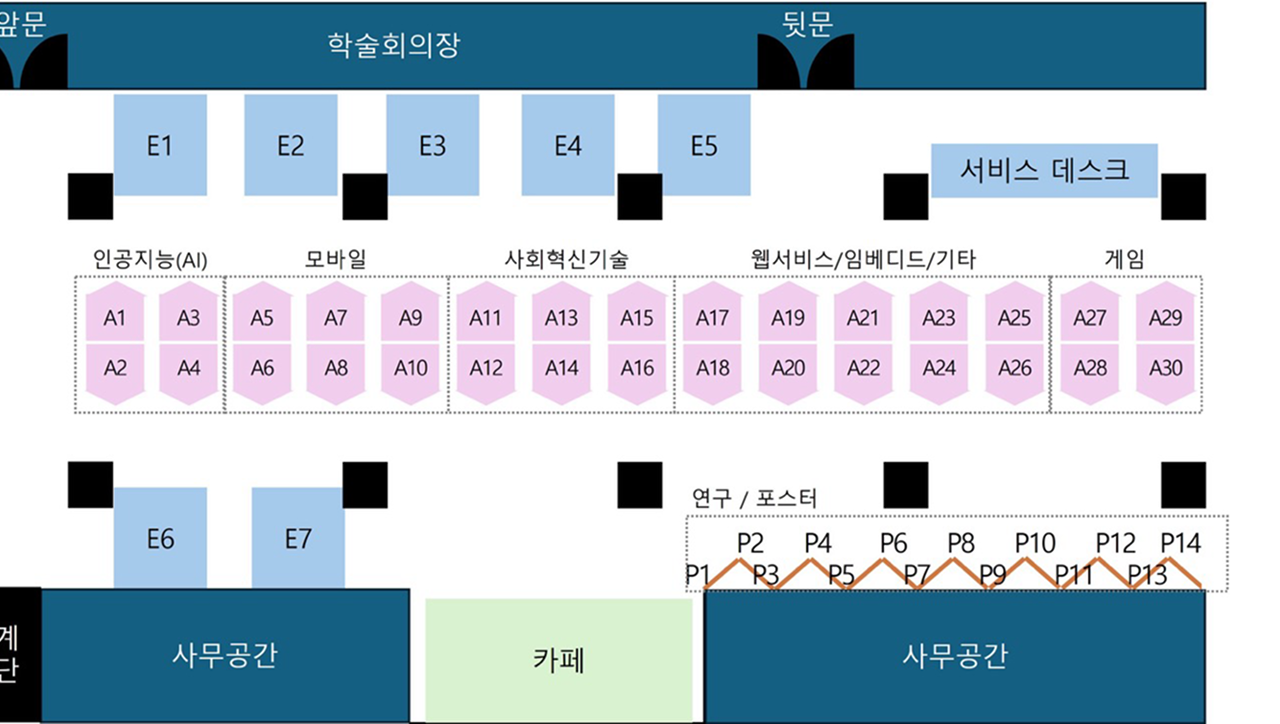 앞문
뒷문
학술회의장
E1 E2 E3 E4 E5
서비스 데스크
인공지능(AI) 모바일 사회혁신기술 웹서비스/임베디드/기타 게임
A1 A3 A5 A7 A9 A11 A13 A15 A17 A19 A21 A23 A25 A27 A29
A2 A4 A6 A8 A10 A12 A14 A16 A18 A20 A22 A24 A26 A28 A30
연구 / 포스터
E6 E7
P2 P4 P6 P8 P10 P12 P14
P1 P3 P5 P7 P9 P11 P13
계
단
사무공간
카페
사무공간